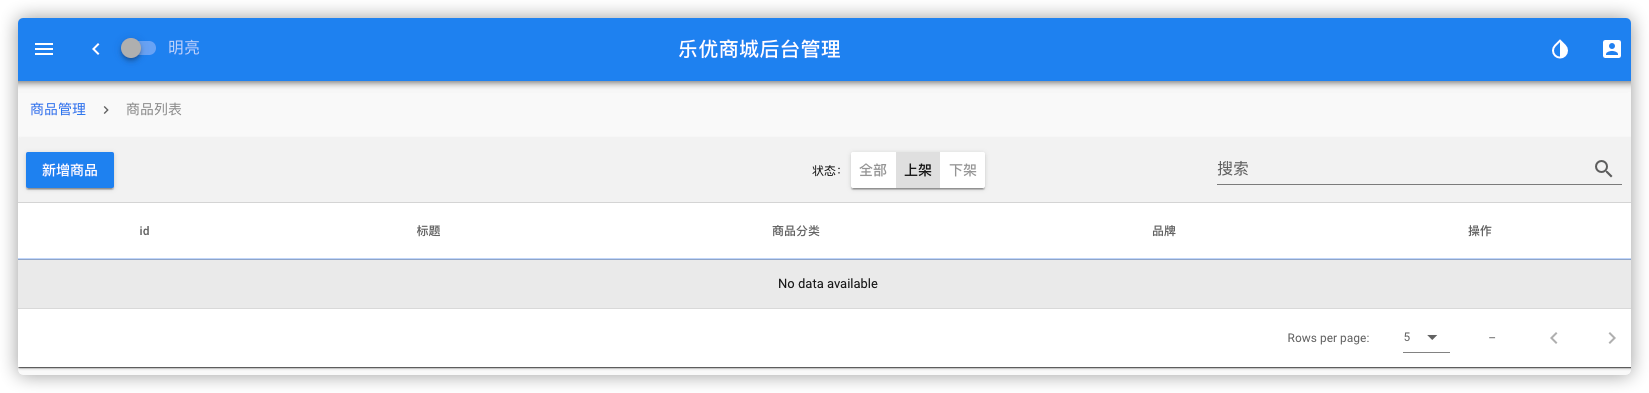 明亮
乐优商城后台管理
商品管理 > 商品列表
新增商品 状态： 全部 上架 下架 搜索
id 标题 商品分类 品牌 操作
No data available
Rows per page: 5 –